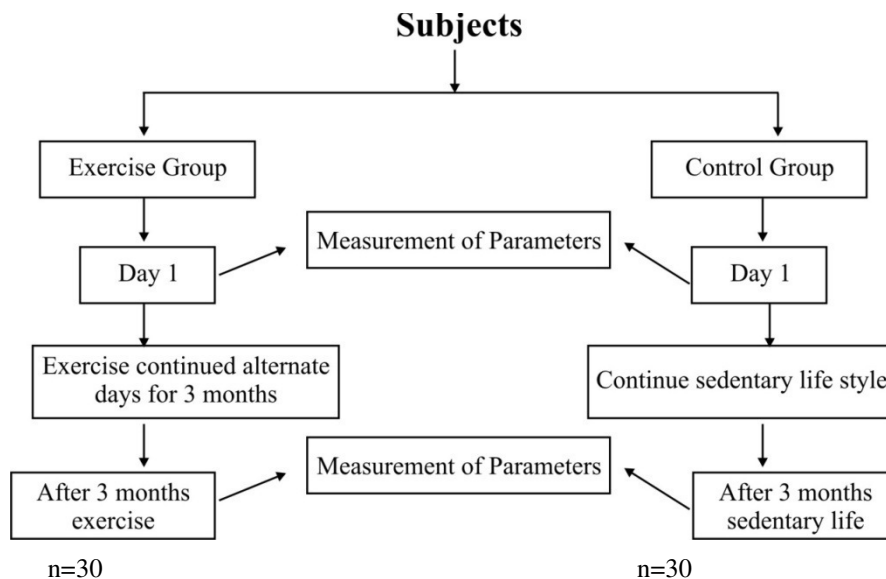 Subjects
Exercise Group
Control Group
Measurement of Parameters
Day 1
Day 1
Exercise continued alternate
days for 3 months
Continue sedentary life style
Measurement of Parameters
After 3 months
exercise
After 3 months
sedentary life
n=30
n=30